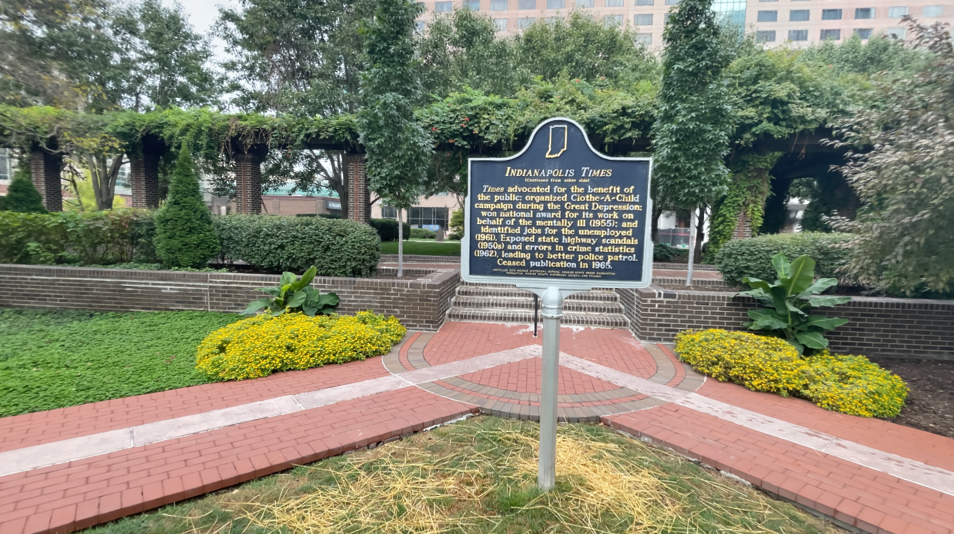 INDIANAPOLIS TIMES
(Continued from other side)
Times advocated for the benefit of
the public: organized Clothe-A-Child
campaign during the Great Depression;
won national award for its work on
behalf of the mentally ill (1955); and
identified jobs for the unemployed
(1961). Exposed state highway scandals
(1950s) and errors in crime statistics
(1962), leading to better police patrol.
Ceased publication in 1965.